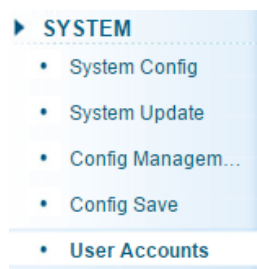 SYSTEM
System Config
System Update
Config Managem...
Config Save
User Accounts